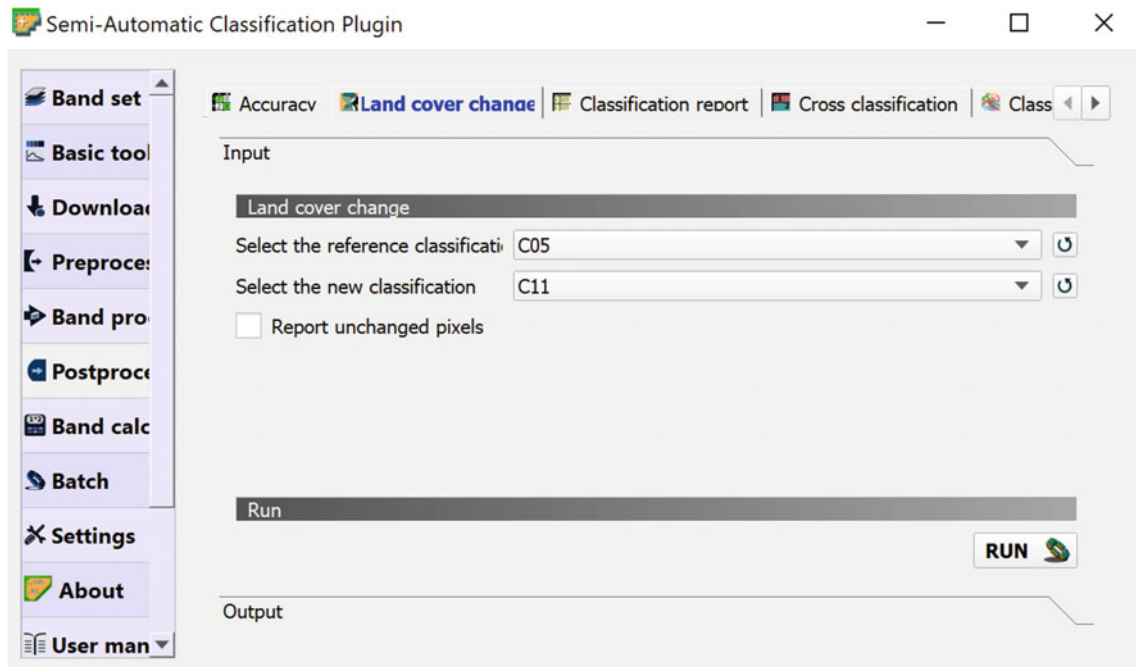 Semi-Automatic Classification Plugin
Band set
Basic tool
Download
Preproces
Band pro
Postproce
Band calc
Batch
Settings
About
User man
Accuracy
Land cover change
Classification report
Cross classification
Class
Input
Land cover change
Select the reference classificati
C05
Select the new classification
C11
Report unchanged pixels
Run
RUN
Output